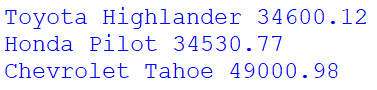 Toyota Highlander 34600.12
Honda Pilot 34530.77
Chevrolet Tahoe 49000.98